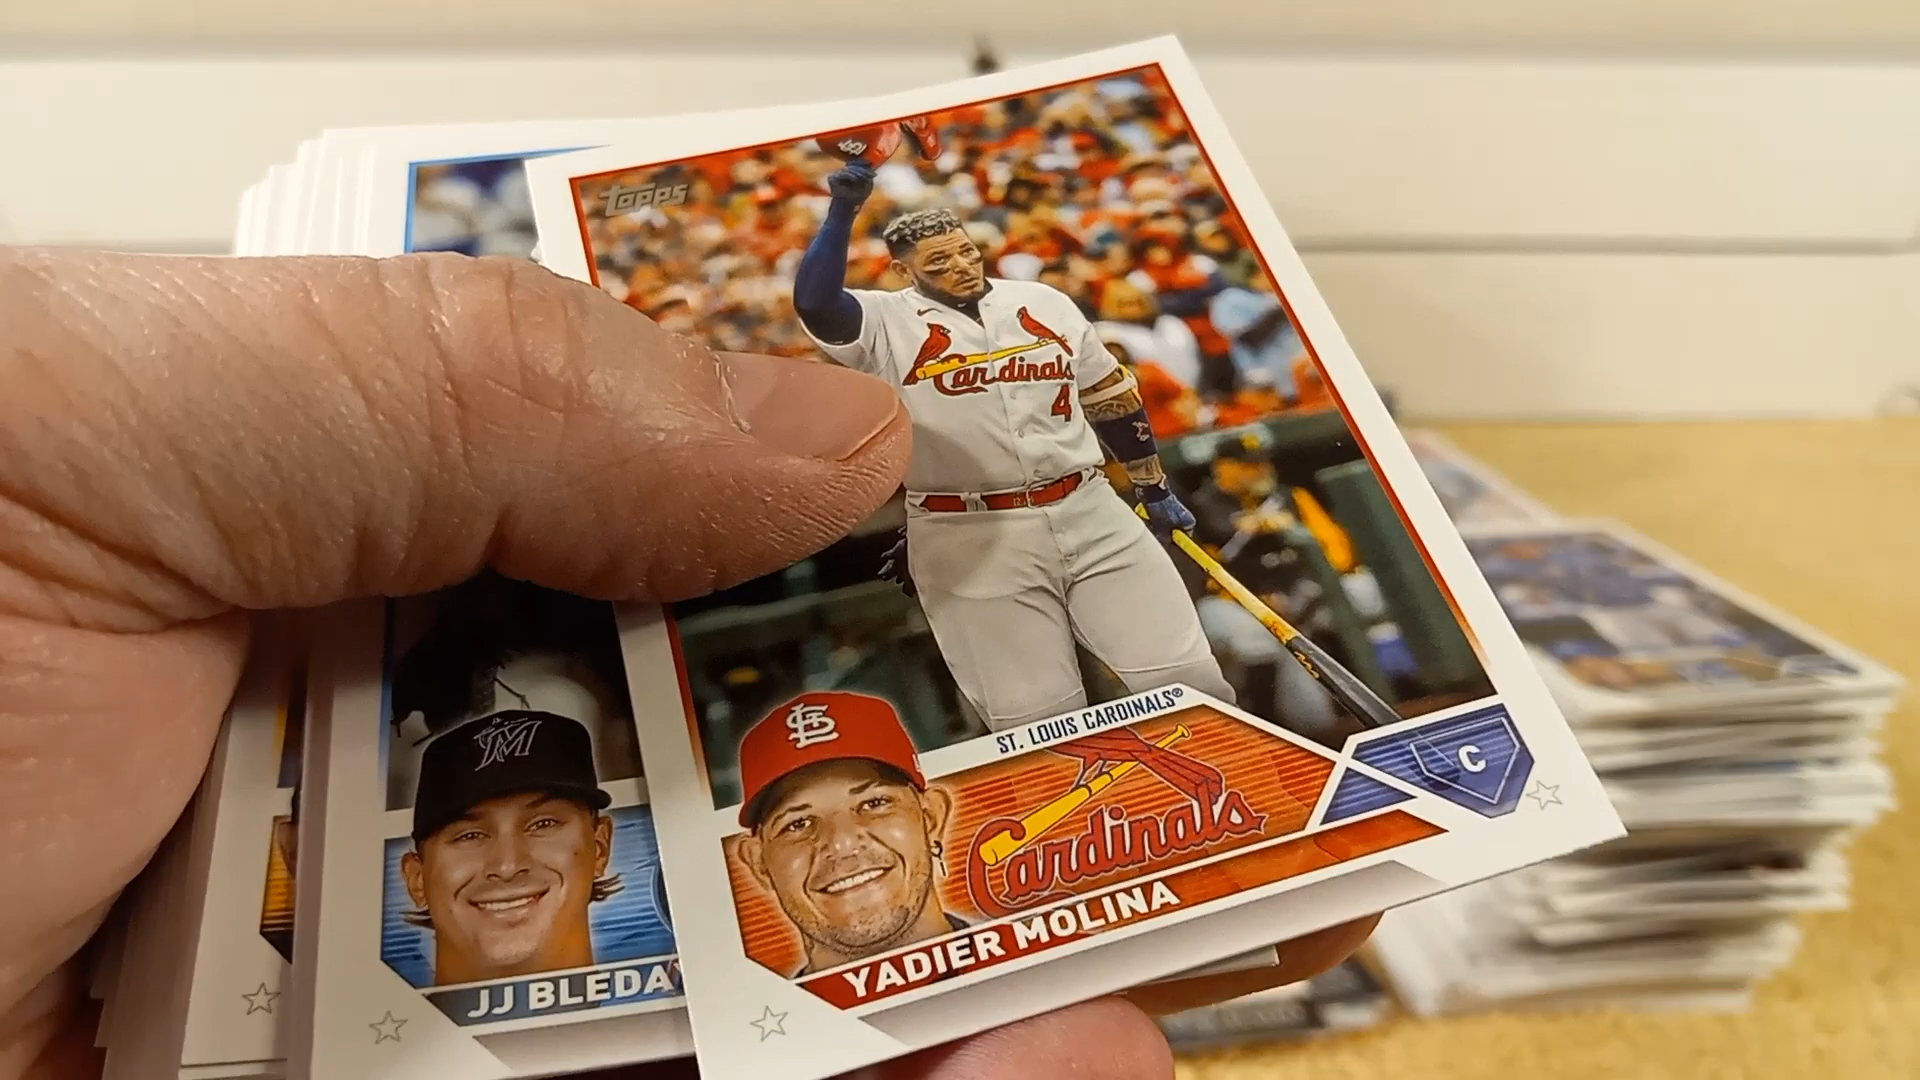 Topps
Cardinals
4
ST. LOUIS CARDINALS®
C
Cardinals
YADIER MOLINA
M
JJ BLEDA